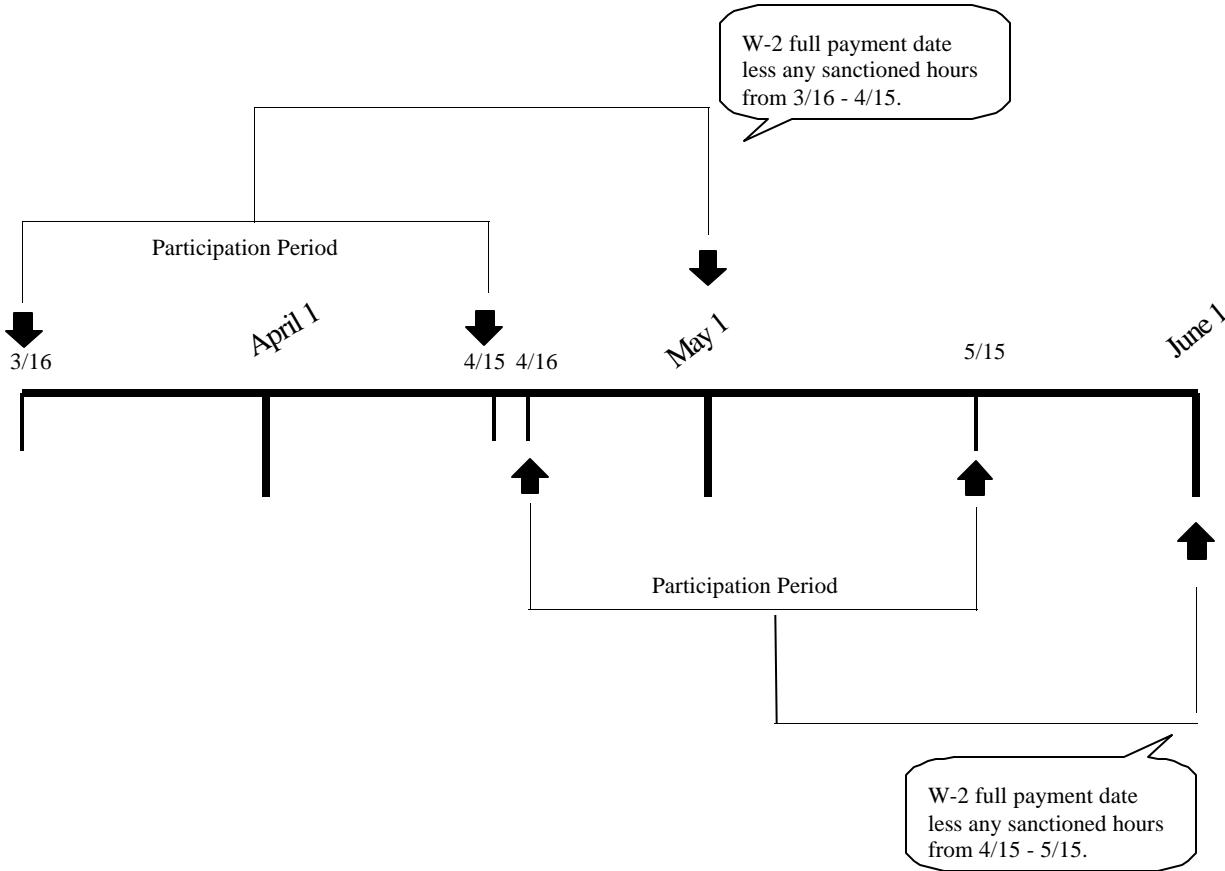 W-2 full payment date
less any sanctioned hours
from 3/16 - 4/15.
Participation Period
April 1
May 1
June 1
3/16
4/15 4/16
5/15
Participation Period
W-2 full payment date
less any sanctioned hours
from 4/15 - 5/15.